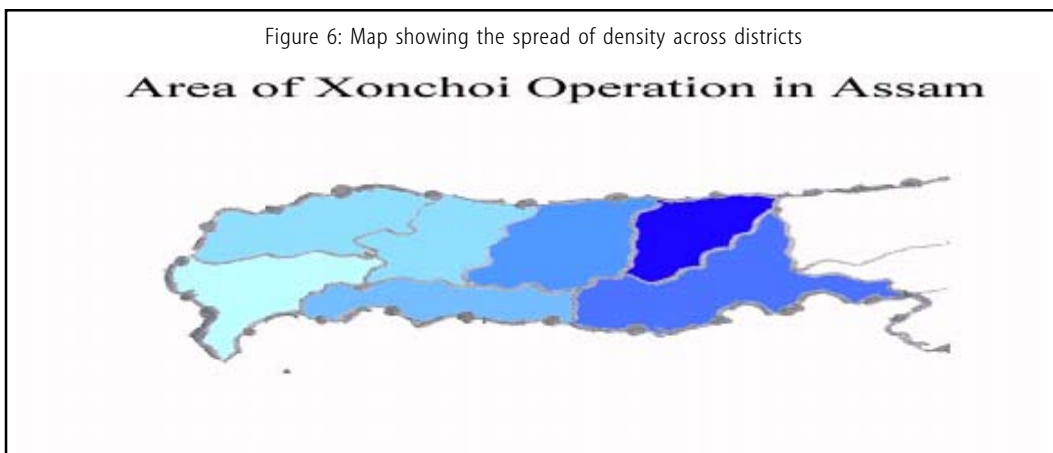 Figure 6: Map showing the spread of density across districts
Area of Xonchoi Operation in Assam